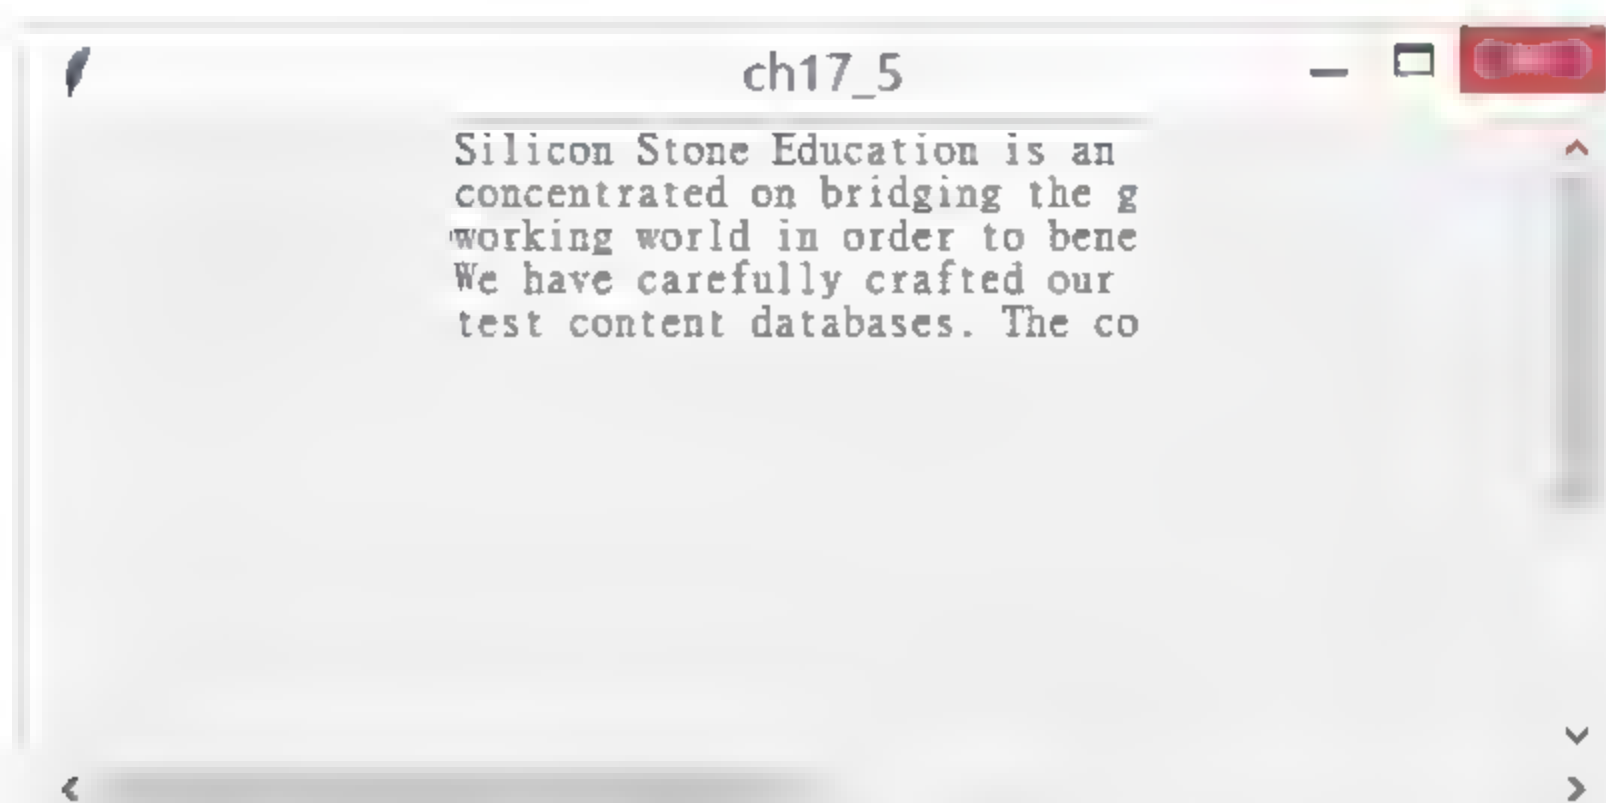 ch17_5
Silicon Stone Education is an
concentrated on bridging the g
working world in order to bene
We have carefully crafted our
test content databases. The co